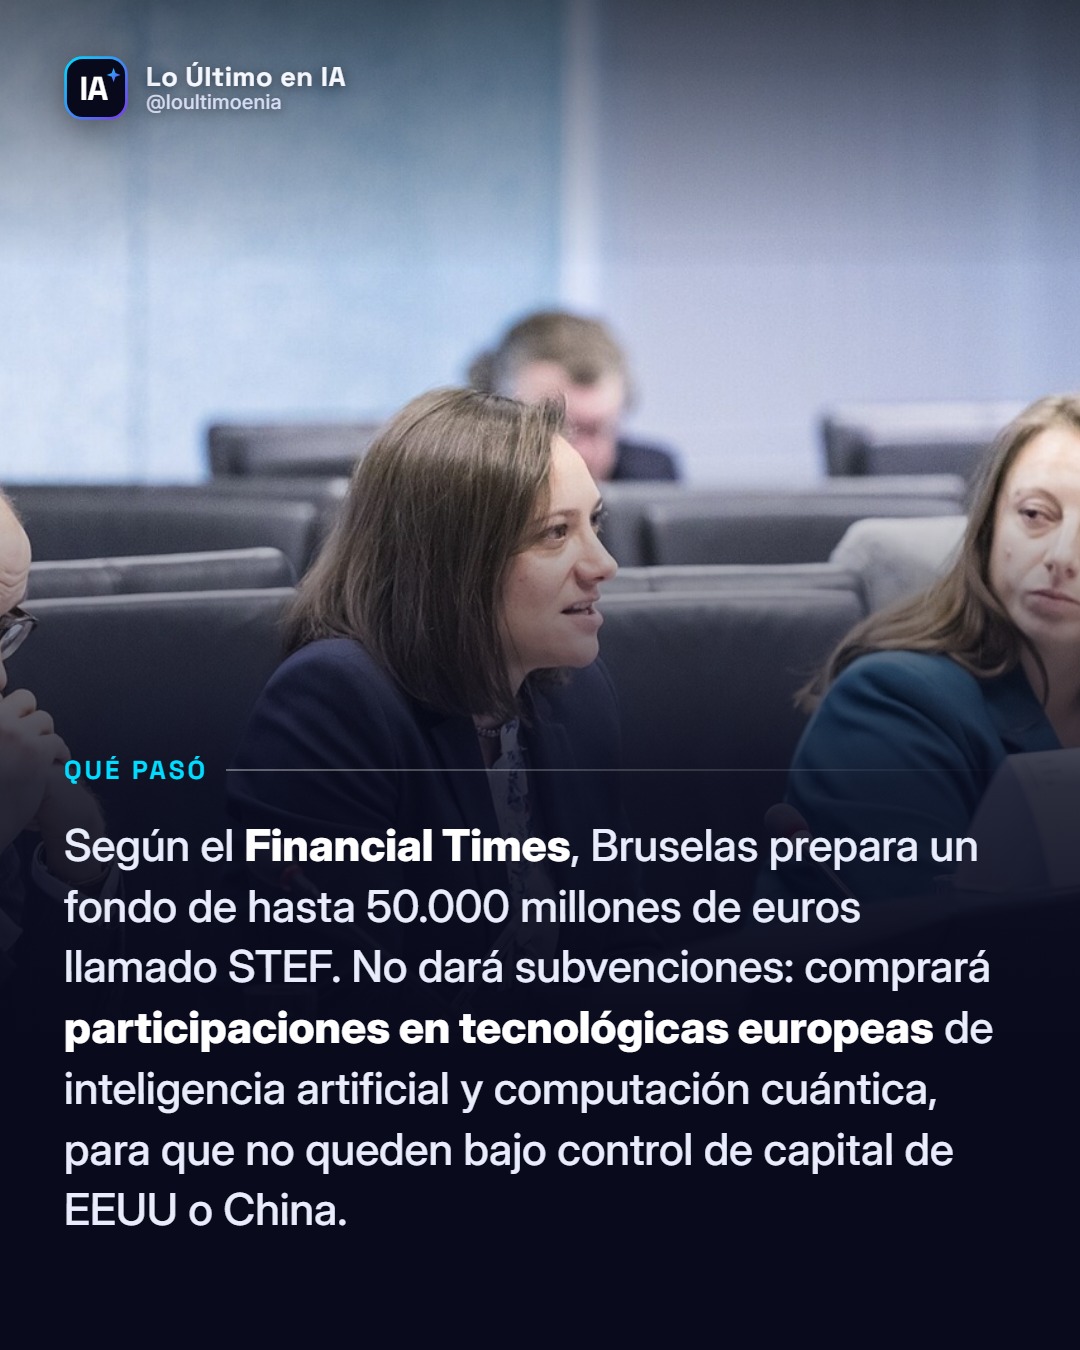 IA
Lo Último en IA
@loultimoenia
QUÉ PASÓ
Según el Financial Times, Bruselas prepara un
fondo de hasta 50.000 millones de euros
llamado STEF. No dará subvenciones: comprará
participaciones en tecnológicas europeas de
inteligencia artificial y computación cuántica,
para que no queden bajo control de capital de
EEUU o China.